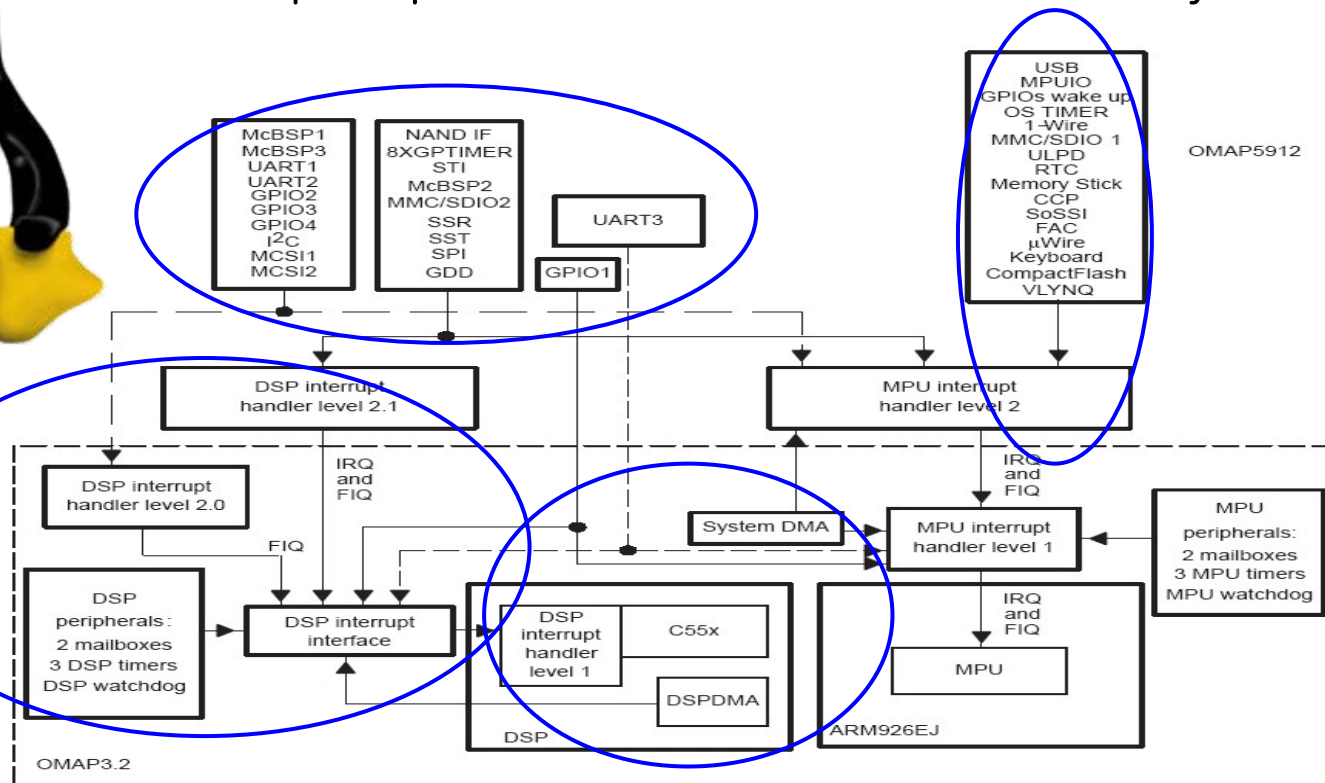 USB
MPUIO
GPIOs wake up
OS TIMER
1-Wire
MMC/SDIO 1
ULPD
RTC
Memory Stick
CCP
SoSSI
FAC
µWire
Keyboard
CompactFlash
VLYNQ
OMAP5912
McBSP1
McBSP3
UART1
UART2
GPIO2
GPIO3
GPIO4
I²C
MCSI1
MCSI2
NAND IF
8XGPTIMER
STI
McBSP2
MMC/SDIO2
SSR
SST
SPI
GDD
UART3
GPIO1
DSP interrupt
handler level 2.1
MPU interrupt
handler level 2
IRQ
and
FIQ
IRQ
and
FIQ
DSP interrupt
handler level 2.0
FIQ
System DMA
MPU interrupt
handler level 1
MPU
peripherals:
2 mailboxes
3 MPU timers
MPU watchdog
DSP
peripherals:
2 mailboxes
3 DSP timers
DSP watchdog
DSP interrupt
interface
DSP
interrupt
handler
level 1
C55x
DSPDMA
DSP
IRQ
and
FIQ
MPU
ARM926EJ
OMAP3.2